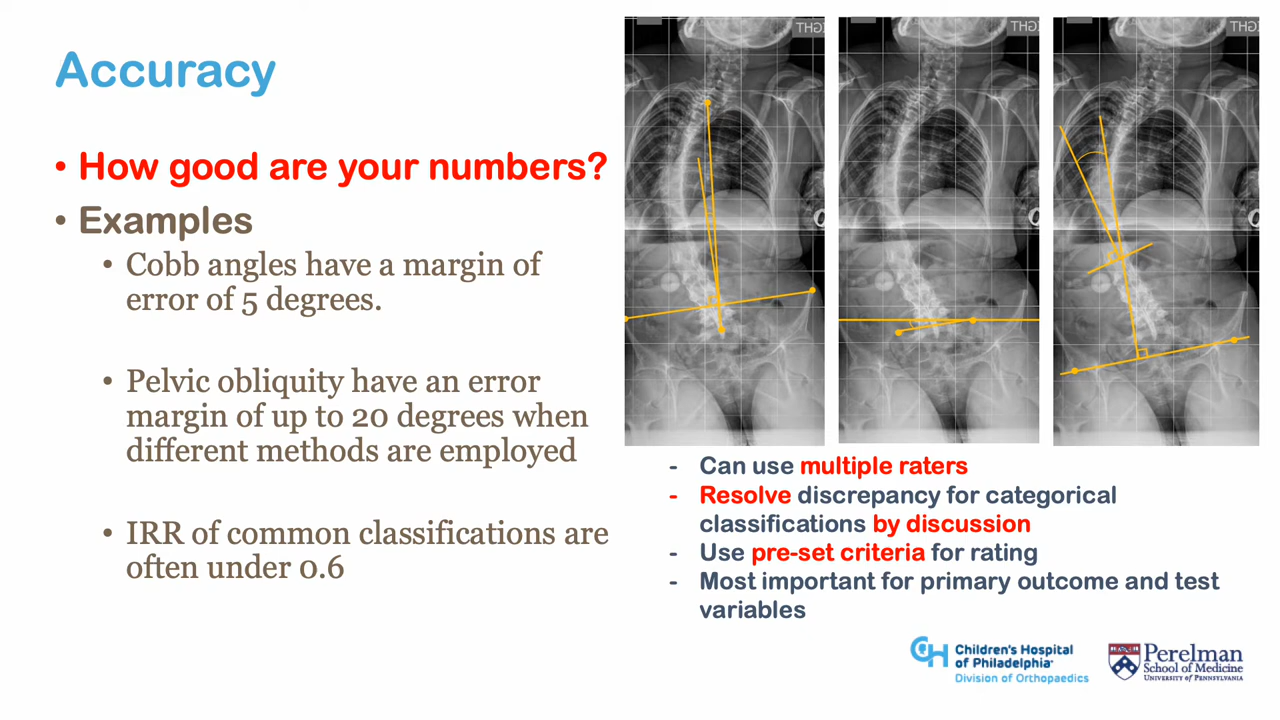 Accuracy
• How good are your numbers?
• Examples
• Cobb angles have a margin of
error of 5 degrees.
• Pelvic obliquity have an error
margin of up to 20 degrees when
different methods are employed
• IRR of common classifications are
often under 0.6
- Can use multiple raters
- Resolve discrepancy for categorical
classifications by discussion
- Use pre-set criteria for rating
- Most important for primary outcome and test
variables
Children's Hospital
of Philadelphia
Division of Orthopaedics
Perelman
School of Medicine
University of Pennsylvania